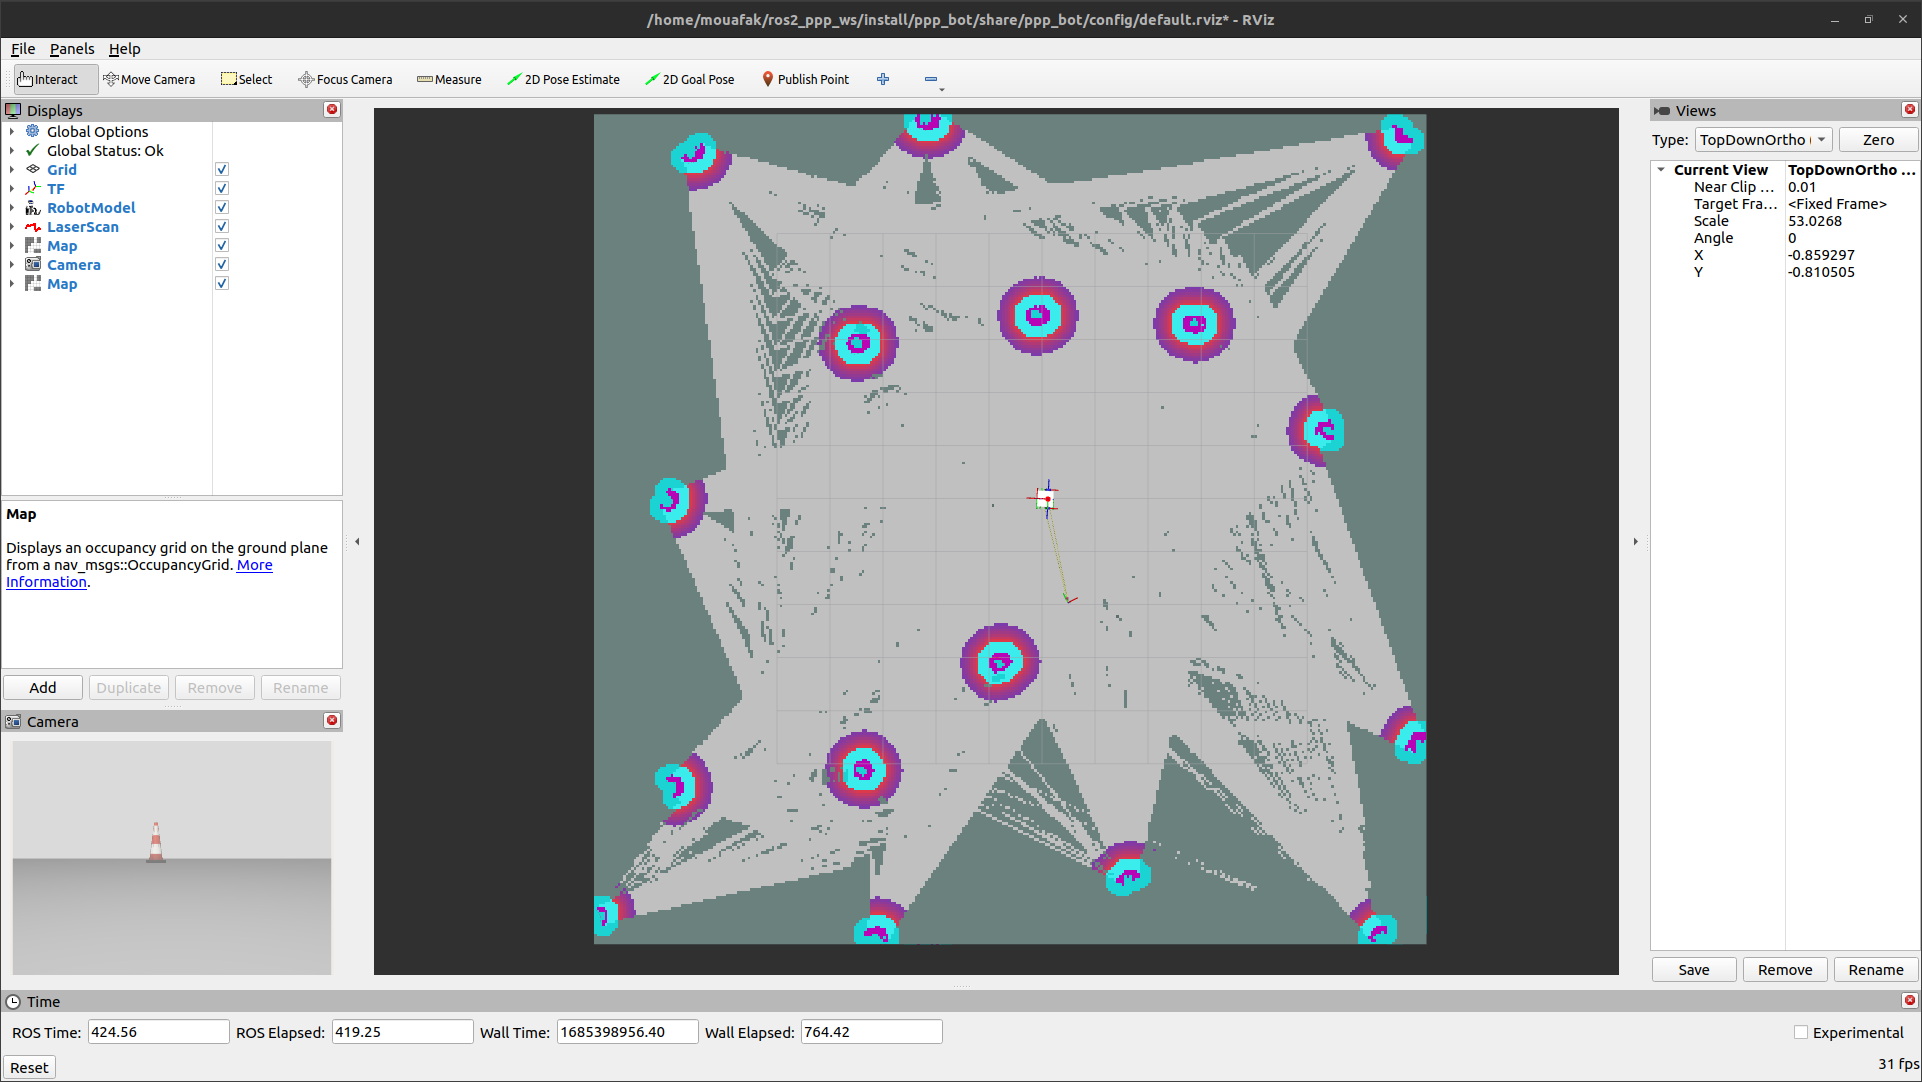 /home/mouafak/ros2_ppp_ws/install/ppp_bot/share/ppp_bot/config/default.rviz* - RViz
File Panels Help
Interact Move Camera Select Focus Camera Measure 2D Pose Estimate 2D Goal Pose Publish Point
Displays
Global Options
Global Status: Ok
Grid
TF
RobotModel
LaserScan
Map
Camera
Map
Map
Displays an occupancy grid on the ground plane
from a nav_msgs::OccupancyGrid. More
Information.
Add Duplicate Remove Rename
Camera
Views
Type: TopDownOrtho ( Zero
Current View TopDownOrtho ...
Near Clip ... 0.01
Target Fra... <Fixed Frame>
Scale 53.0268
Angle 0
X -0.859297
Y -0.810505
Save Remove Rename
Time
ROS Time: 424.56 ROS Elapsed: 419.25 Wall Time: 1685398956.40 Wall Elapsed: 764.42 Experimental
Reset 31 fps